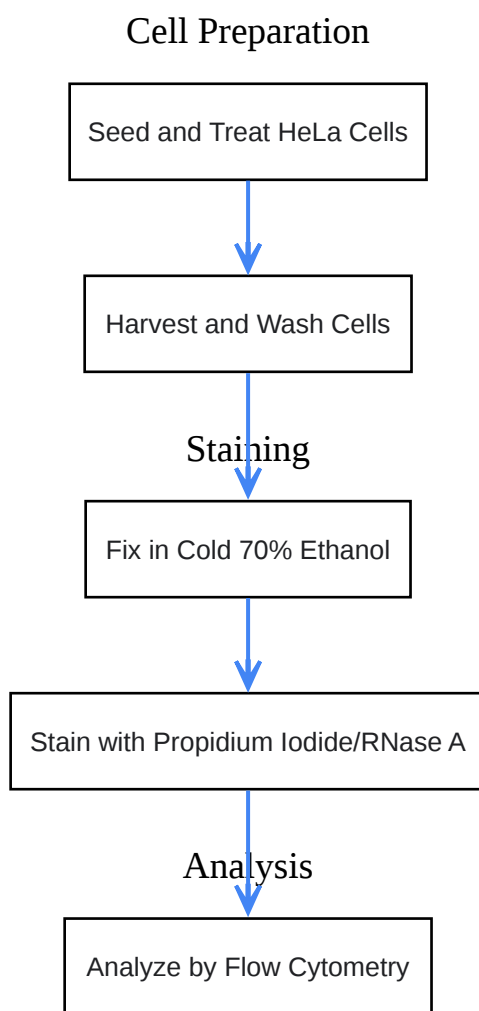 Cell Preparation
Seed and Treat HeLa Cells
Harvest and Wash Cells
Staining
Fix in Cold 70% Ethanol
Stain with Propidium Iodide/RNase A
Analysis
Analyze by Flow Cytometry